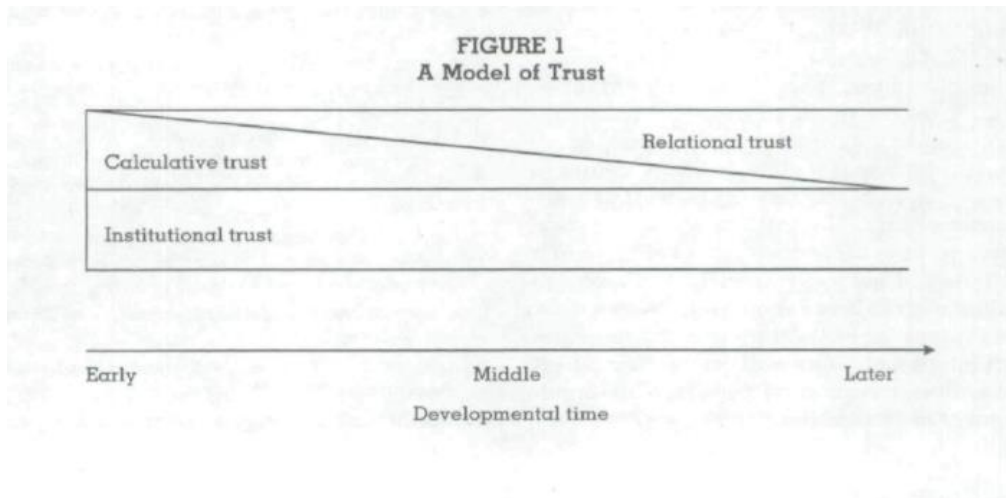 FIGURE 1
A Model of Trust
Relational trust
Calculative trust
Institutional trust
Early Middle Later
Developmental time